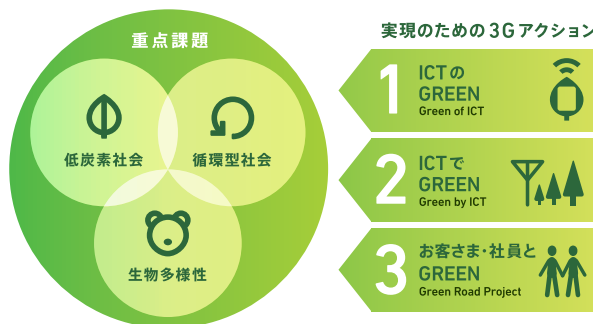 重点課題
低炭素社会
循環型社会
生物多様性
実現のための3Gアクション
1
ICTの
GREEN
Green of ICT
2
ICTで
GREEN
Green by ICT
3
お客さま・社員と
GREEN
Green Road Project